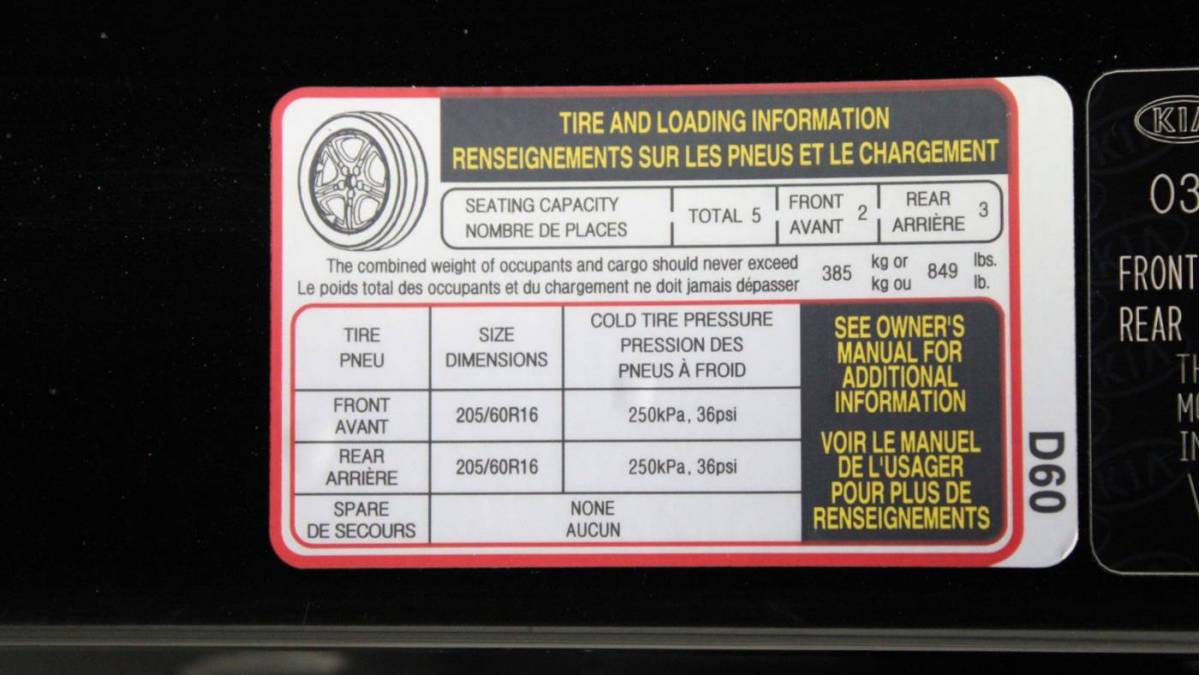 TIRE AND LOADING INFORMATION
RENSEIGNEMENTS SUR LES PNEUS ET LE CHARGEMENT
SEATING CAPACITY
NOMBRE DE PLACES
TOTAL 5
FRONT
AVANT
2
REAR
ARRIÈRE
3
The combined weight of occupants and cargo should never exceed
Le poids total des occupants et du chargement ne doit jamais dépasser
385
kg or
kg ou
849
lbs.
lb.
TIRE
PNEU
SIZE
DIMENSIONS
COLD TIRE PRESSURE
PRESSION DES
PNEUS À FROID
FRONT
AVANT
205/60R16
250kPa, 36psi
REAR
ARRIÈRE
205/60R16
250kPa, 36psi
SPARE
DE SECOURS
NONE
AUCUN
SEE OWNER'S
MANUAL FOR
ADDITIONAL
INFORMATION
VOIR LE MANUEL
DE L'USAGER
POUR PLUS DE
RENSEIGNEMENTS
D60
KIA
03
FRONT
REAR